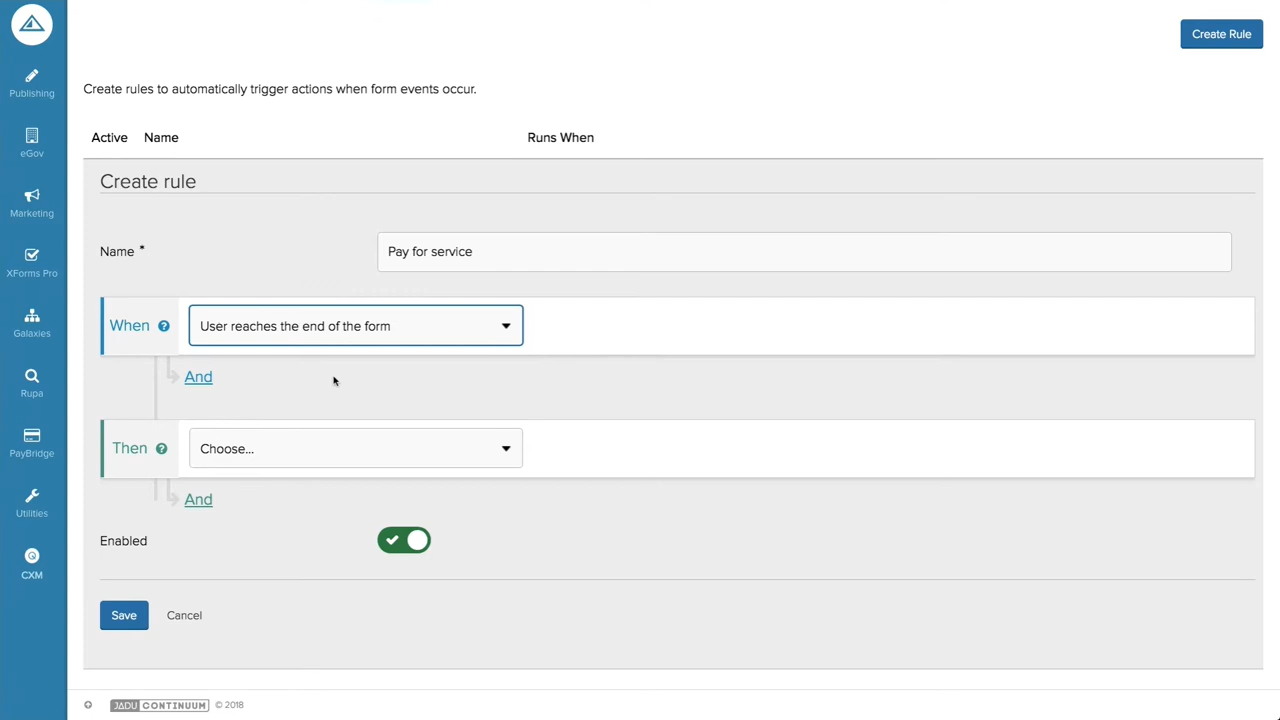 Create Rule
Publishing
eGov
Marketing
XForms Pro
Galaxies
Rupa
PayBridge
Utilities
CXM
Create rules to automatically trigger actions when form events occur.
Active Name Runs When
Create rule
Name * Pay for service
When ? User reaches the end of the form
And
Then ? Choose...
And
Enabled
Save Cancel
JADU CONTINUUM © 2018